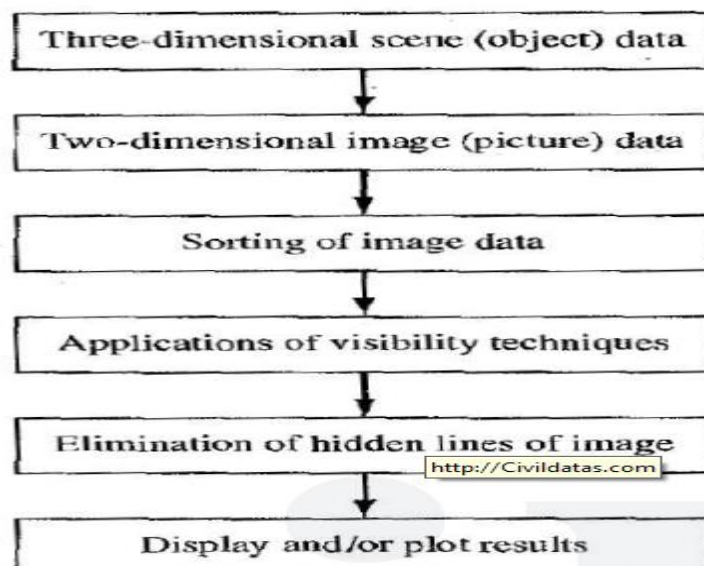 Three-dimensional scene (object) data
Two-dimensional image (picture) data
Sorting of image data
Applications of visibility techniques
Elimination of hidden lines of image
http://Civildatas.com
Display and/or plot results